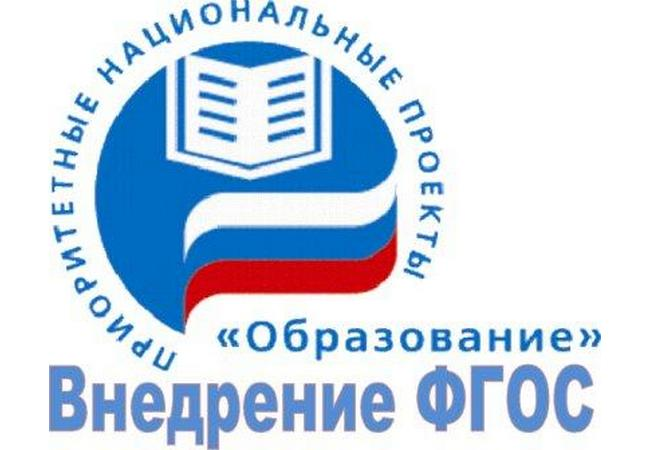 ПРИОРИТЕТНЫЕ НАЦИОНАЛЬНЫЕ ПРОЕКТЫ
«Образование»
Внедрение ФГОС